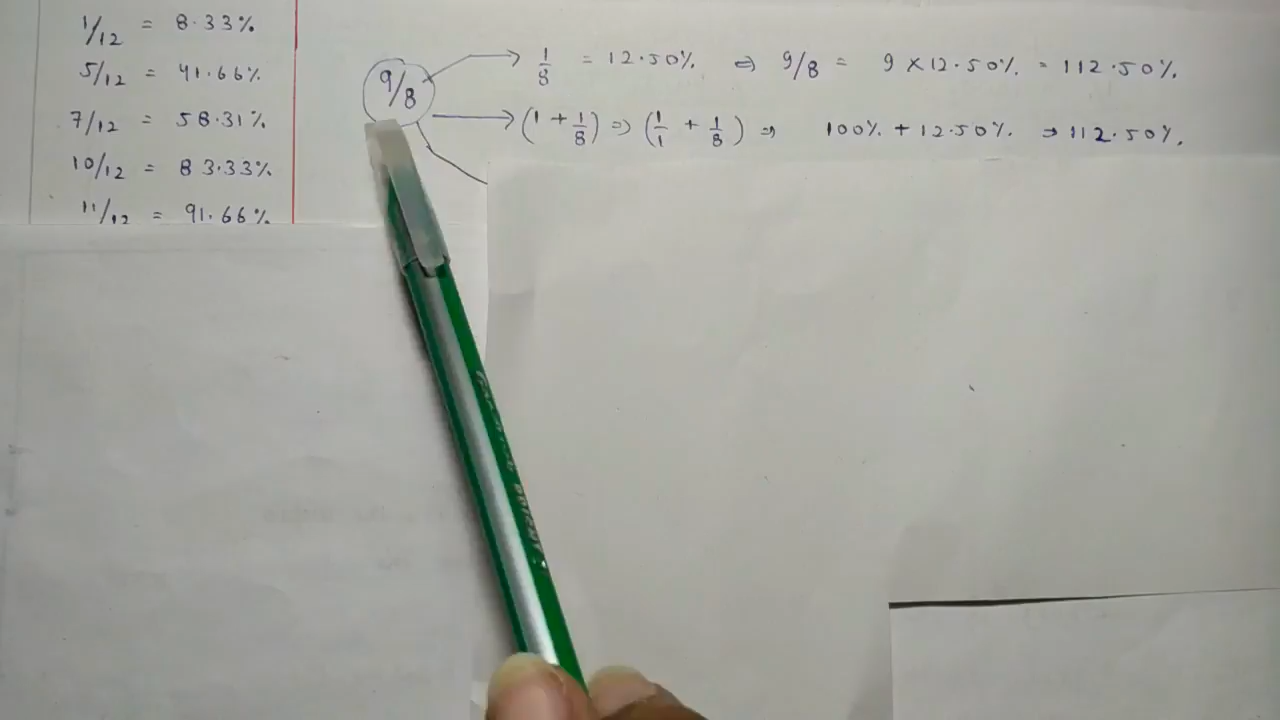 1/12 = 8.33%
5/12 = 41.66%
7/12 = 58.31%
10/12 = 83.33%
11/12 = 91.66%
9/8
1/8 = 12.50% ⇒ 9/8 = 9 × 12.50% = 112.50%
(1 + 1/8) ⇒ (1/1 + 1/8) ⇒ 100% + 12.50% ⇒ 112.50%.